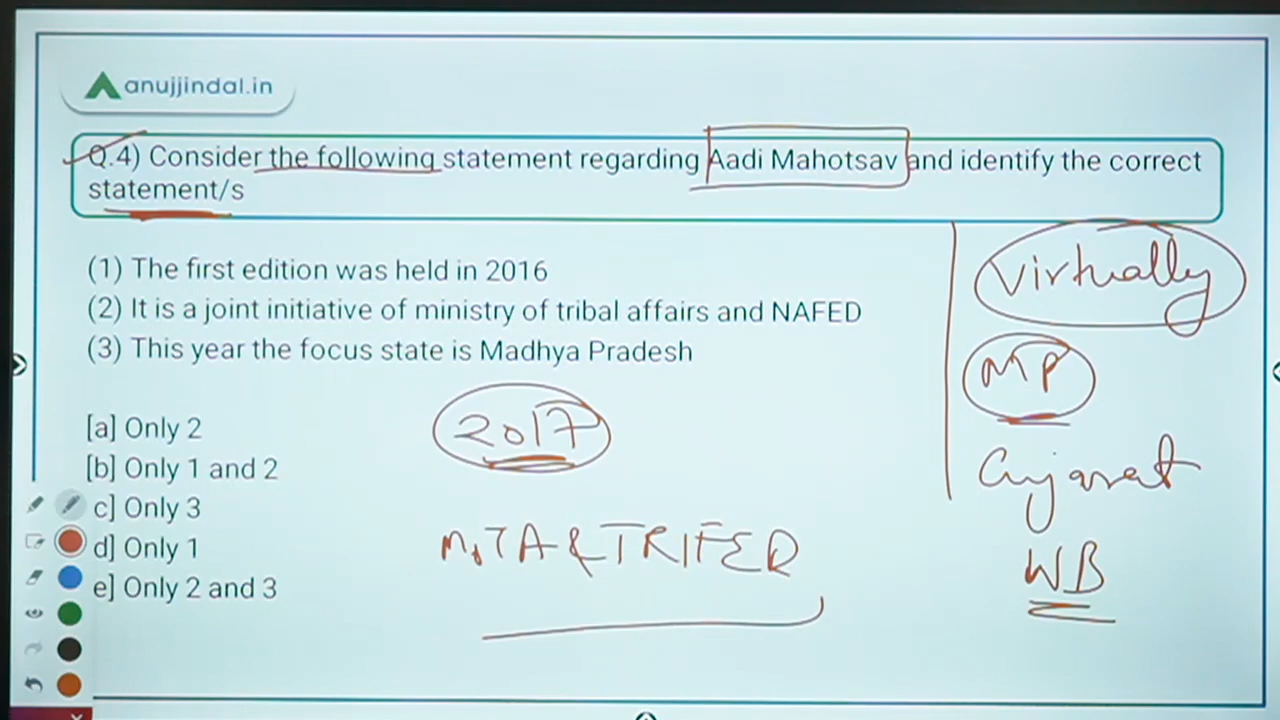 anujjindal.in
Q.4) Consider the following statement regarding Aadi Mahotsav and identify the correct
statement/s
(1) The first edition was held in 2016
(2) It is a joint initiative of ministry of tribal affairs and NAFED
(3) This year the focus state is Madhya Pradesh
[a] Only 2
[b] Only 1 and 2
c] Only 3
d] Only 1
e] Only 2 and 3
2017
MoTA & TRIFED
Virtually
MP
Gujarat
WB